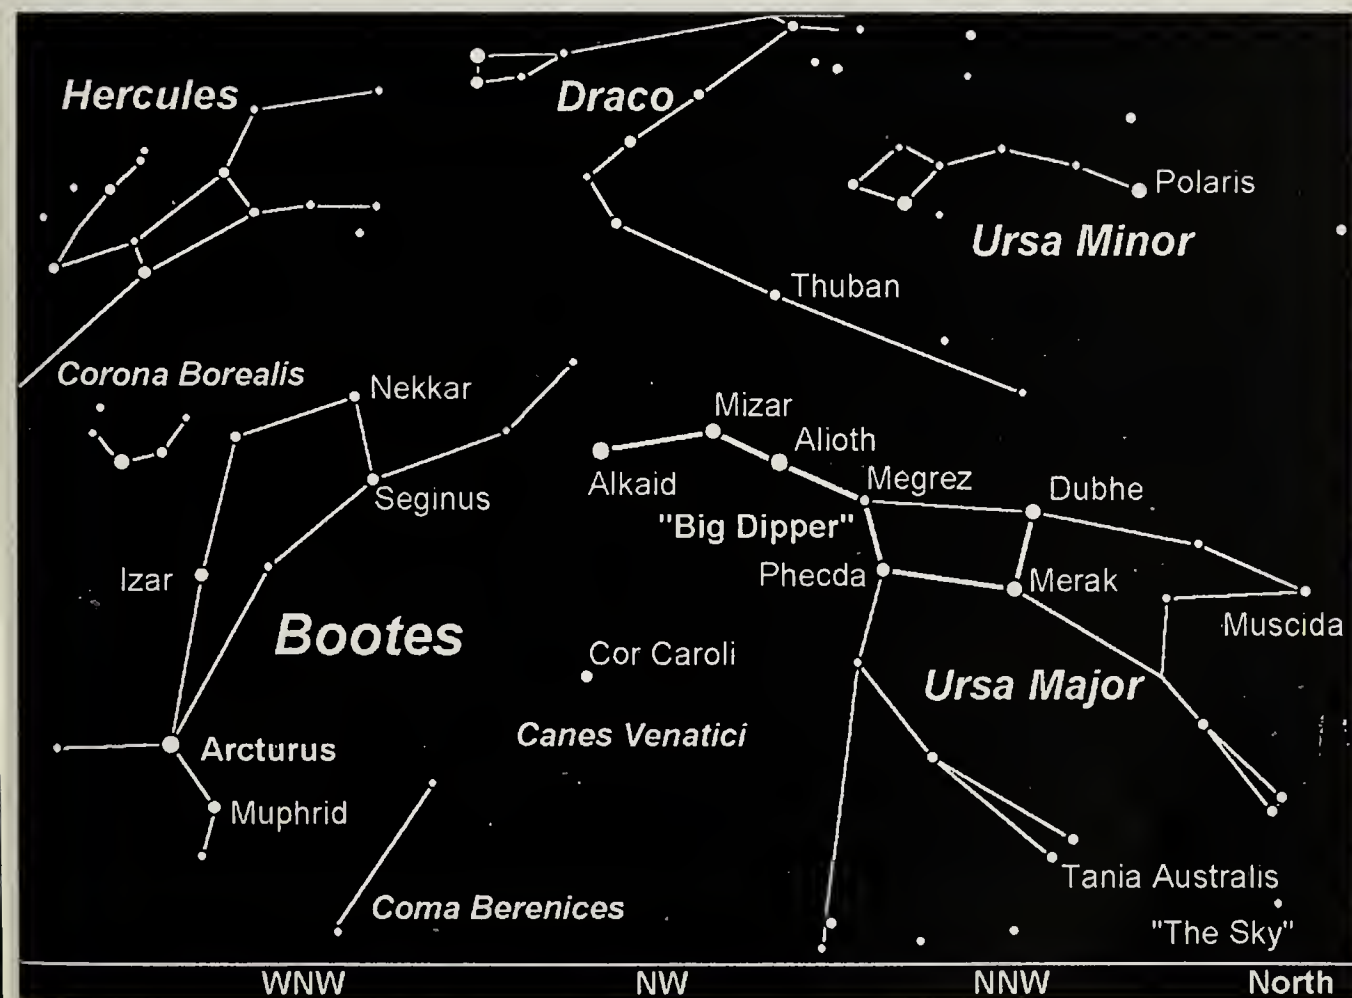 Hercules
Draco
Polaris
Ursa Minor
Thuban
Corona Borealis
Nekkar
Mizar
Alioth
Alkaid
Megrez
Dubhe
Seginus
"Big Dipper"
Izar
Phecda
Merak
Muscida
Bootes
Cor Caroli
Ursa Major
Canes Venatici
Arcturus
Muphrid
Tania Australis
Coma Berenices
"The Sky"
WNW NW NNW North